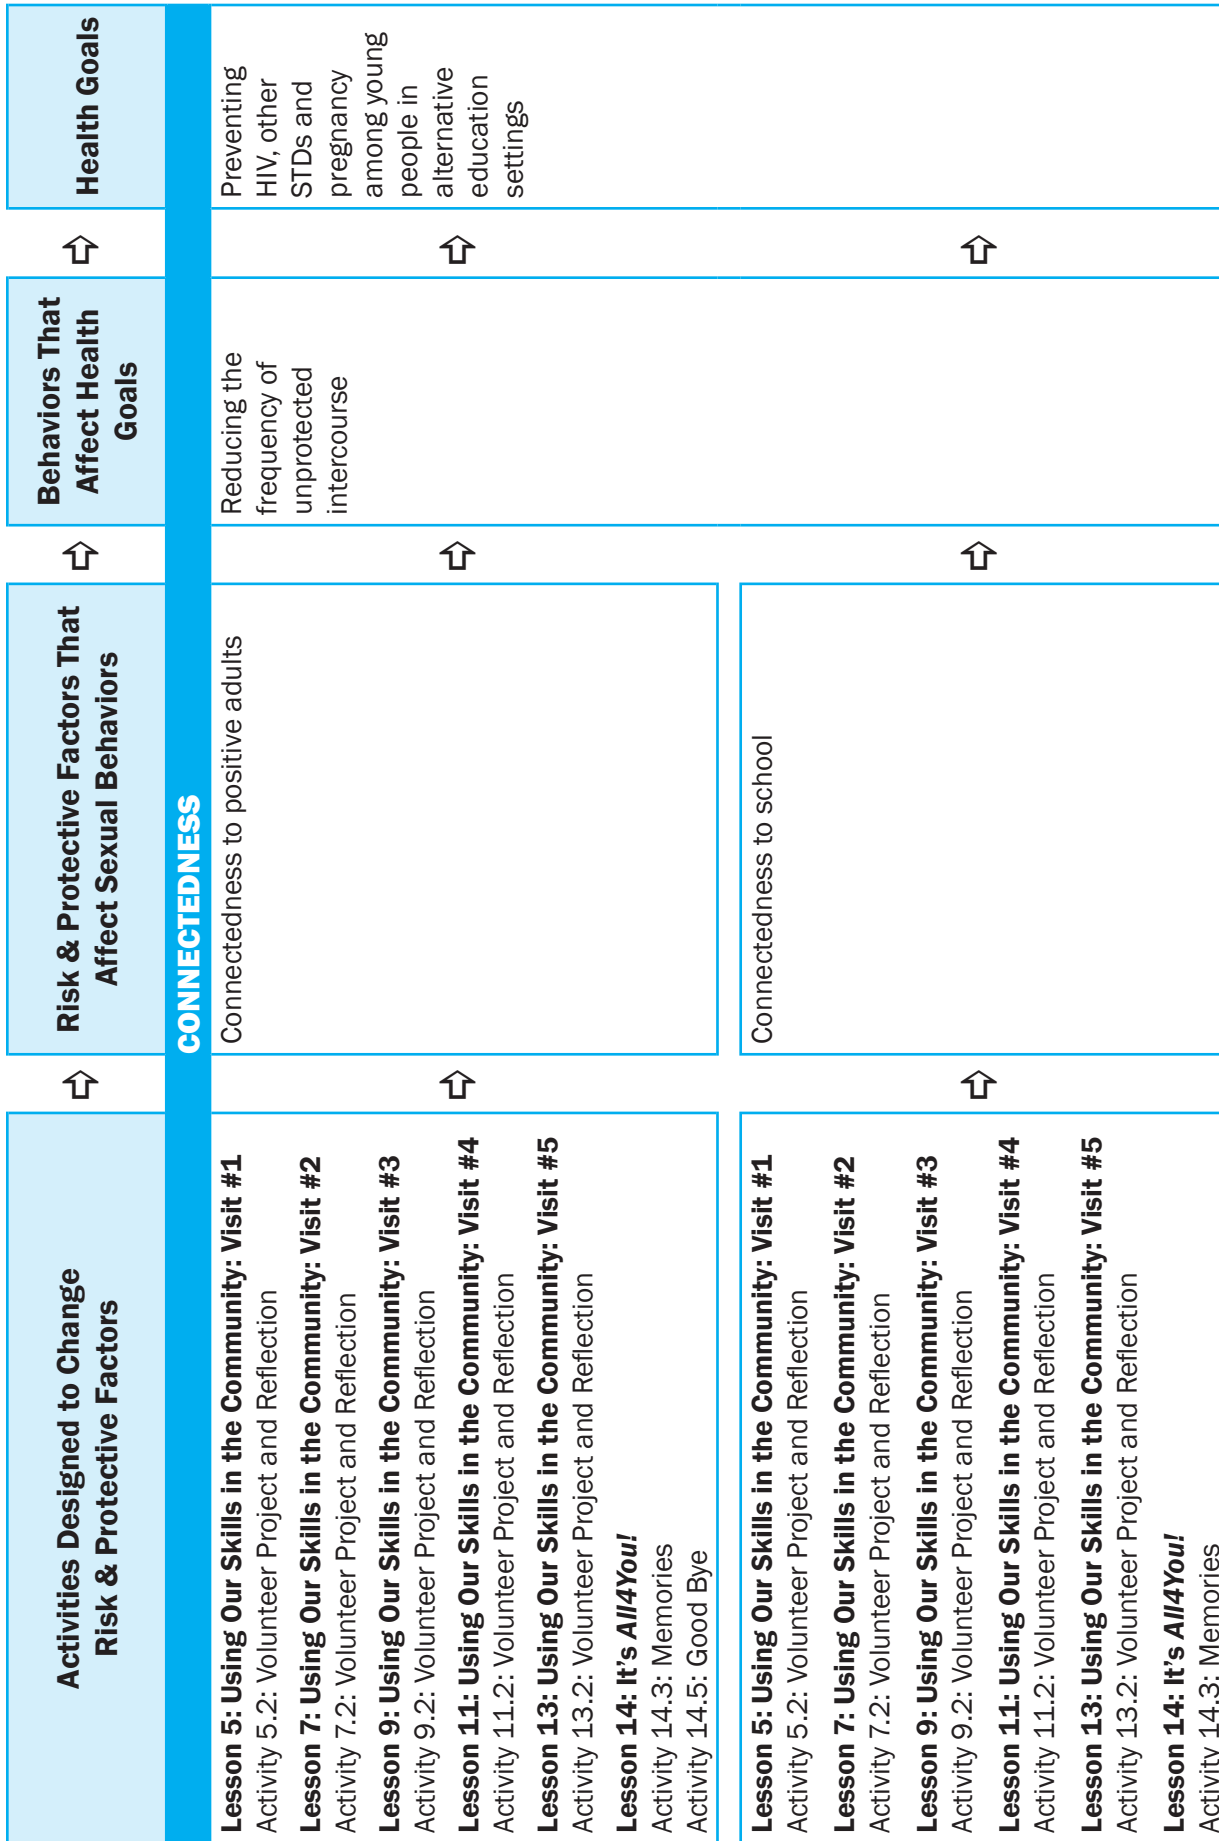 Activities Designed to Change
Risk & Protective Factors
Risk & Protective Factors That
Affect Sexual Behaviors
Behaviors That
Affect Health
Goals
Health Goals
CONNECTEDNESS
Lesson 5: Using Our Skills in the Community: Visit #1
Activity 5.2: Volunteer Project and Reflection
Lesson 7: Using Our Skills in the Community: Visit #2
Activity 7.2: Volunteer Project and Reflection
Lesson 9: Using Our Skills in the Community: Visit #3
Activity 9.2: Volunteer Project and Reflection
Lesson 11: Using Our Skills in the Community: Visit #4
Activity 11.2: Volunteer Project and Reflection
Lesson 13: Using Our Skills in the Community: Visit #5
Activity 13.2: Volunteer Project and Reflection
Lesson 14: It's All4You!
Activity 14.3: Memories
Activity 14.5: Good Bye
Connectedness to positive adults
Reducing the
frequency of
unprotected
intercourse
Preventing
HIV, other
STDs and
pregnancy
among young
people in
alternative
education
settings
Lesson 5: Using Our Skills in the Community: Visit #1
Activity 5.2: Volunteer Project and Reflection
Lesson 7: Using Our Skills in the Community: Visit #2
Activity 7.2: Volunteer Project and Reflection
Lesson 9: Using Our Skills in the Community: Visit #3
Activity 9.2: Volunteer Project and Reflection
Lesson 11: Using Our Skills in the Community: Visit #4
Activity 11.2: Volunteer Project and Reflection
Lesson 13: Using Our Skills in the Community: Visit #5
Activity 13.2: Volunteer Project and Reflection
Lesson 14: It's All4You!
Activity 14.3: Memories
Connectedness to school